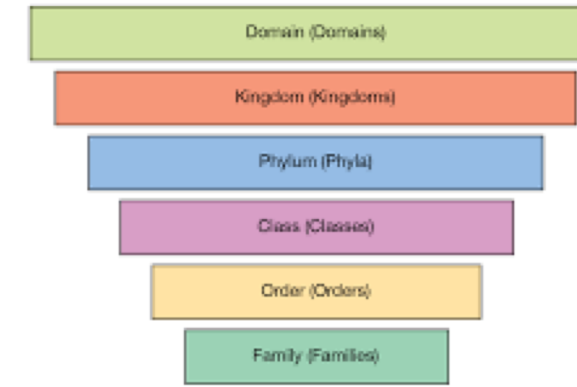 Domain (Domains)
Kingdom (Kingdoms)
Phylum (Phyla)
Class (Classes)
Order (Orders)
Family (Families)